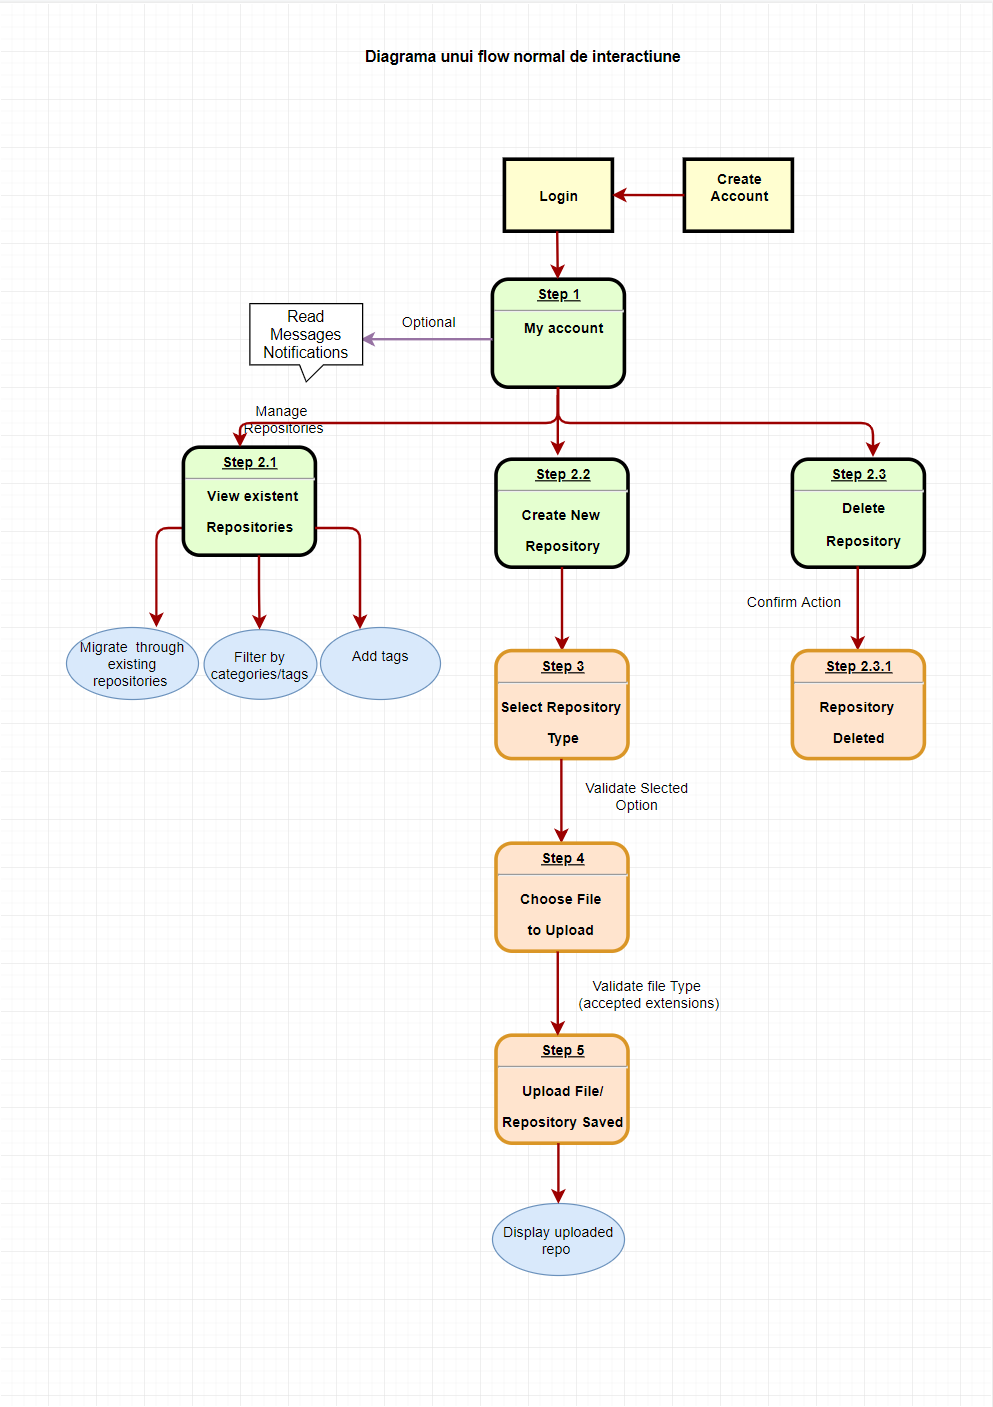 Diagrama unui flow normal de interactiune
Login
Create
Account
Step 1
My account
Optional
Read
Messages
Notifications
Manage
Repositories
Step 2.1
View existent
Repositories
Step 2.2
Create New
Repository
Step 2.3
Delete
Repository
Confirm Action
Migrate  through
existing
repositories
Filter by
categories/tags
Add tags
Step 3
Select Repository
Type
Step 2.3.1
Repository
Deleted
Validate Slected
Option
Step 4
Choose File
to Upload
Validate file Type
(accepted extensions)
Step 5
Upload File/
Repository Saved
Display uploaded
repo